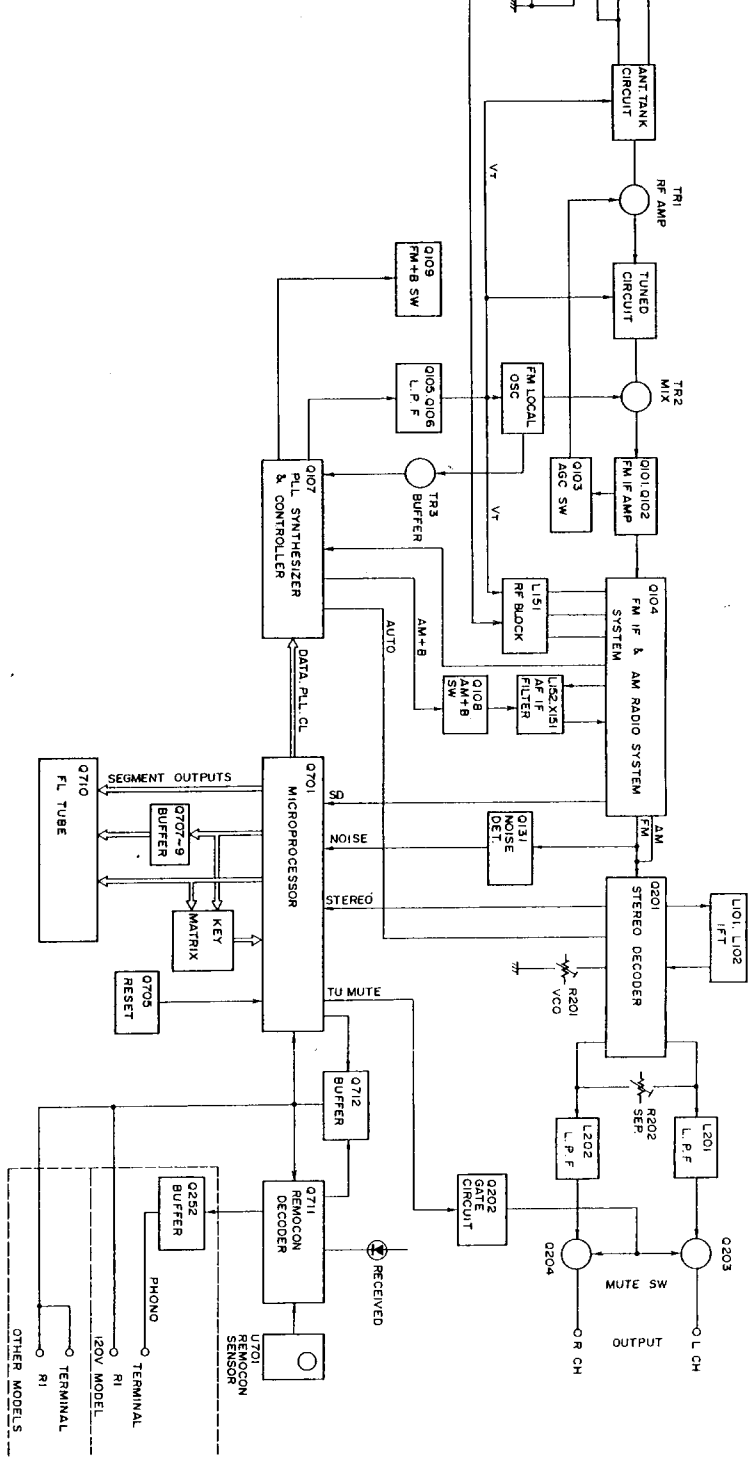 ANT. TANK
CIRCUIT
TR1
RF AMP
TUNED
CIRCUIT
TR2
MIX
Q101,Q102
FM IF AMP
Q103
AGC SW
Q104
FM IF & AM RADIO SYSTEM
SYSTEM
AM
FM
L101, L102
IFT
Q201
STEREO DECODER
R201
VCO
R202
SEP.
L201
L. P. F
L202
L. P. F
Q203
Q204
MUTE SW
OUTPUT
L CH
R CH
VT
Q109
FM+B SW
Q105,Q106
L. P. F
FM LOCAL
OSC
TR3
BUFFER
VT
L151
RF BLOCK
Q108
AM+B
SW
L152,X151
AF IF
FILTER
Q131
NOISE
DET.
Q202
GATE
CIRCUIT
Q107
PLL SYNTHESIZER
& CONTROLLER
AM+B
AUTO
DATA. PLL. CL
SD
NOISE
STEREO
TU MUTE
Q701
MICROPROCESSOR
SEGMENT OUTPUTS
Q710
FL TUBE
Q707~9
BUFFER
KEY
MATRIX
Q705
RESET
Q712
BUFFER
Q711
REMOCON
DECODER
RECEIVED
U701
REMOCON
SENSOR
Q252
BUFFER
PHONO
TERMINAL
RI
120V MODEL
TERMINAL
RI
OTHER MODELS